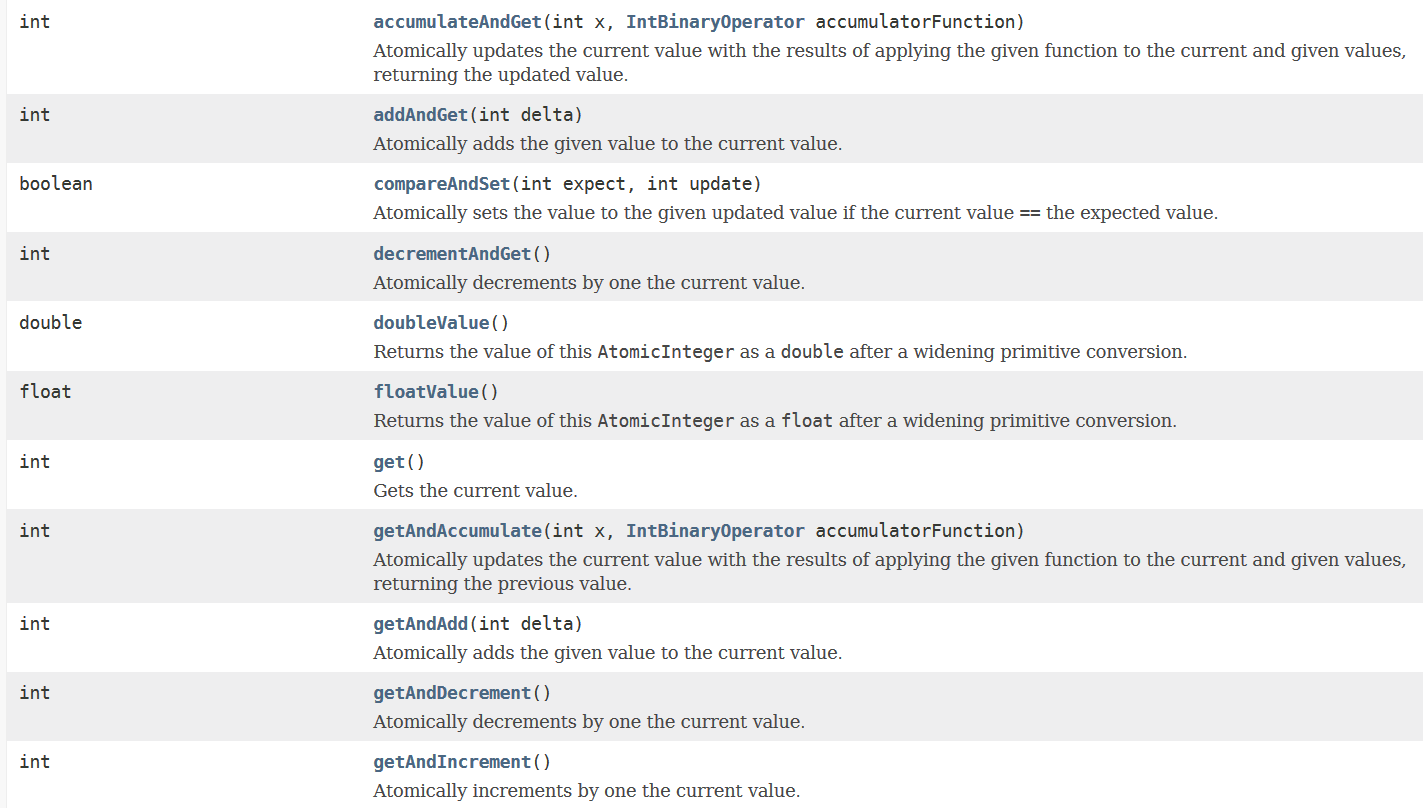 int accumulateAndGet(int x, IntBinaryOperator accumulatorFunction)
Atomically updates the current value with the results of applying the given function to the current and given values,
returning the updated value.
int addAndGet(int delta)
Atomically adds the given value to the current value.
boolean compareAndSet(int expect, int update)
Atomically sets the value to the given updated value if the current value == the expected value.
int decrementAndGet()
Atomically decrements by one the current value.
double doubleValue()
Returns the value of this AtomicInteger as a double after a widening primitive conversion.
float floatValue()
Returns the value of this AtomicInteger as a float after a widening primitive conversion.
int get()
Gets the current value.
int getAndAccumulate(int x, IntBinaryOperator accumulatorFunction)
Atomically updates the current value with the results of applying the given function to the current and given values,
returning the previous value.
int getAndAdd(int delta)
Atomically adds the given value to the current value.
int getAndDecrement()
Atomically decrements by one the current value.
int getAndIncrement()
Atomically increments by one the current value.